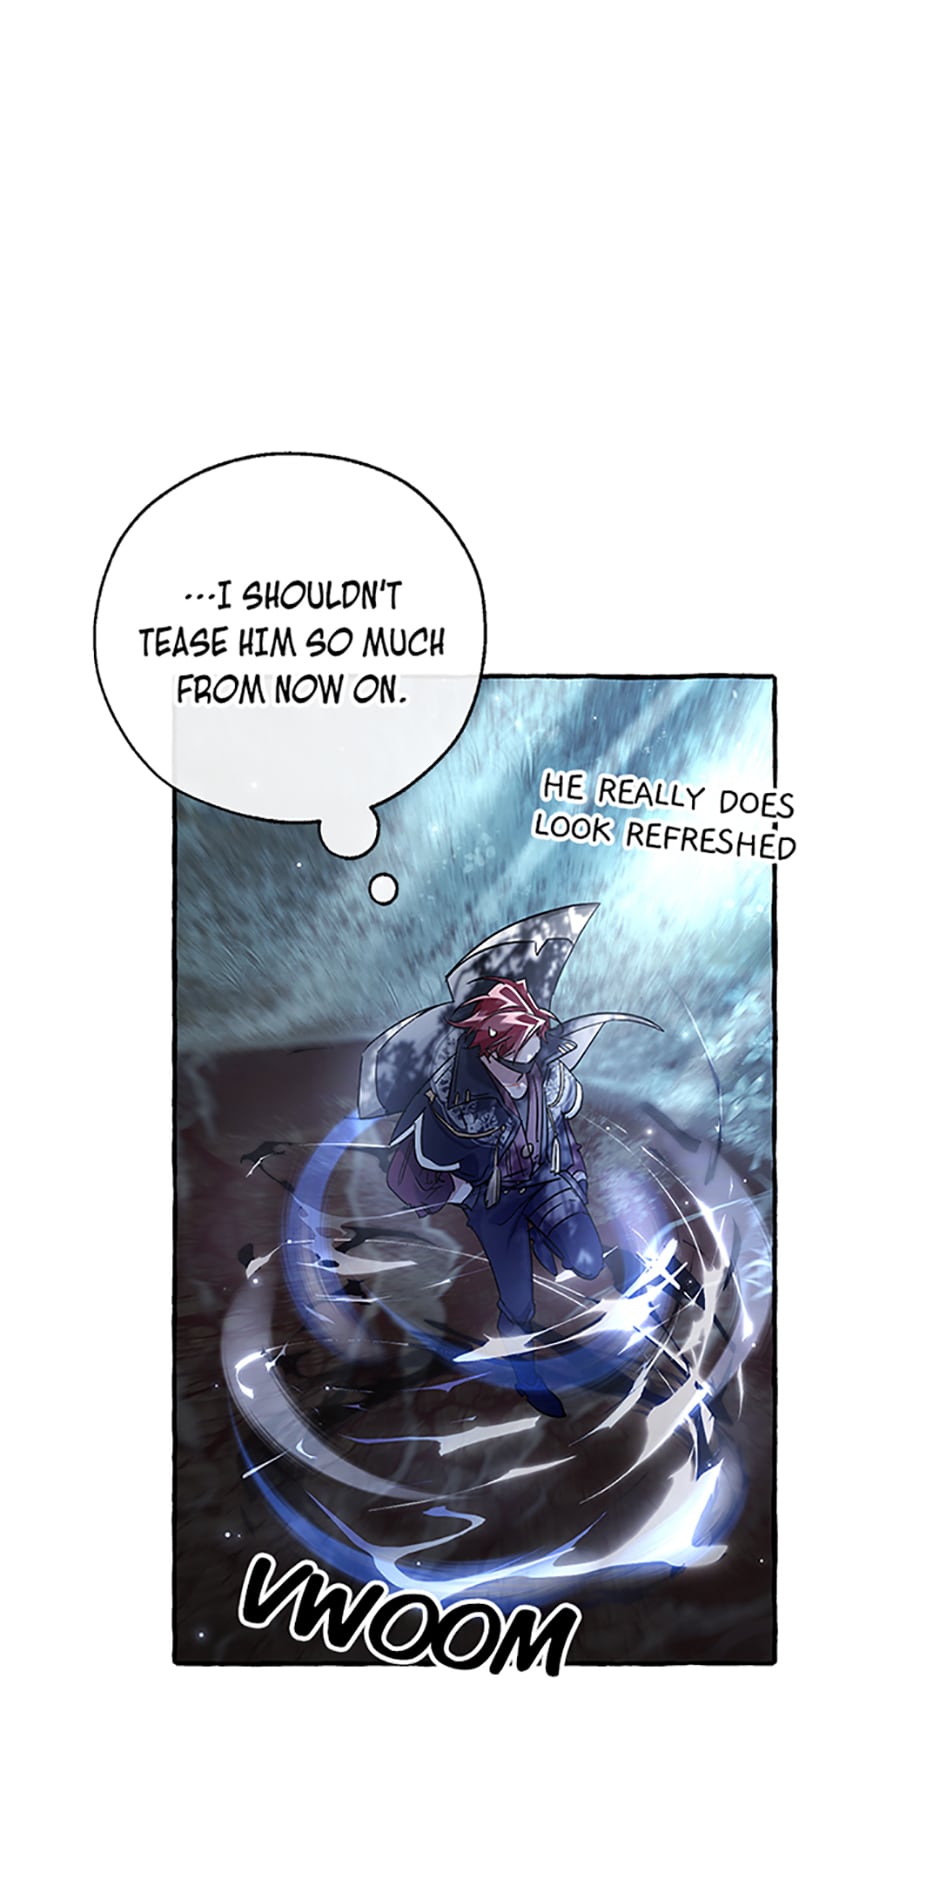 ...I SHOULDN'T
TEASE HIM SO MUCH
FROM NOW ON.
HE REALLY DOES
LOOK REFRESHED
VWOOM